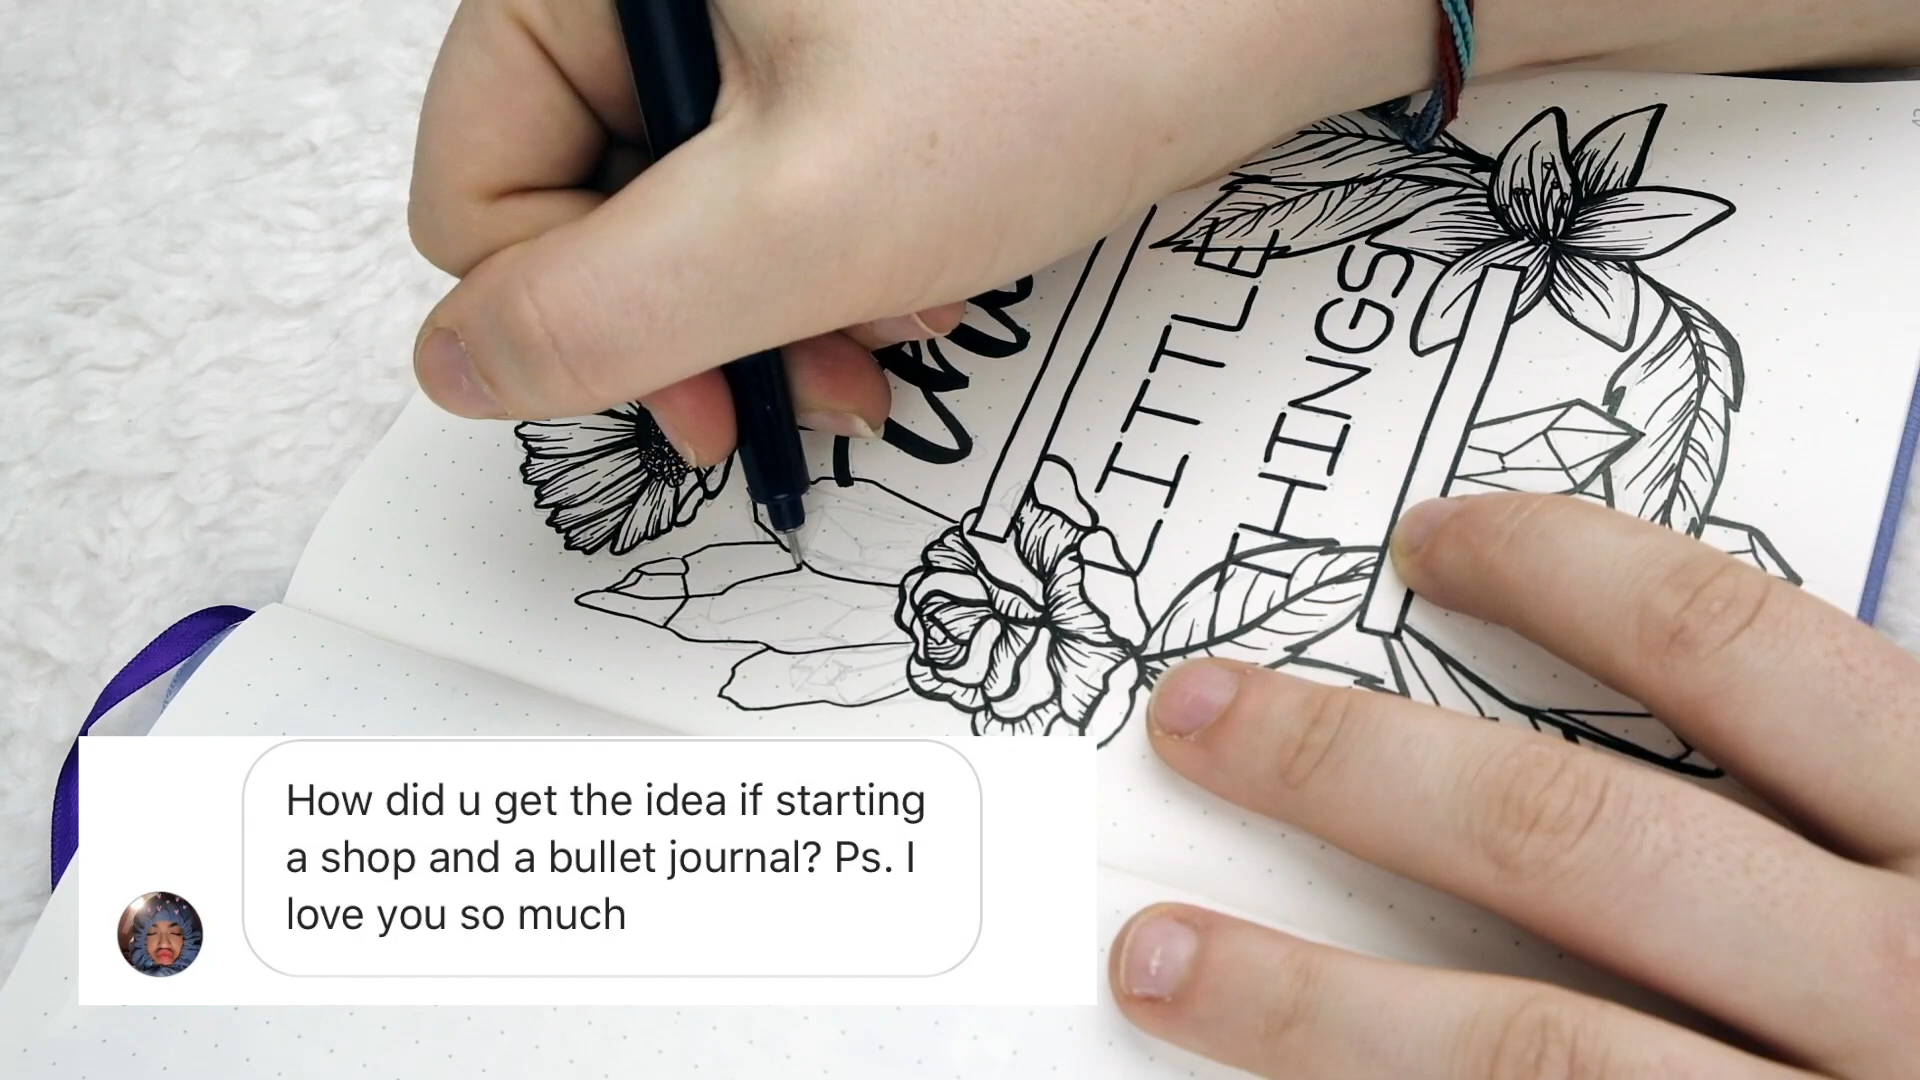 LITTLE
THINGS
How did u get the idea if starting
a shop and a bullet journal? Ps. I
love you so much